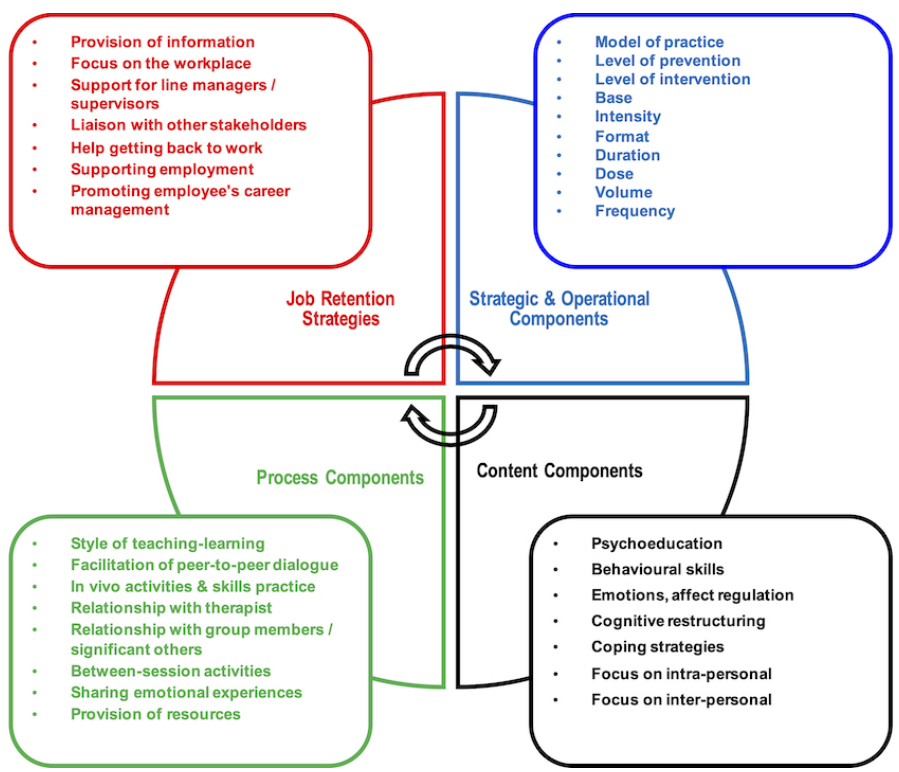 • Provision of information
• Focus on the workplace
• Support for line managers /
supervisors
• Liaison with other stakeholders
• Help getting back to work
• Supporting employment
• Promoting employee's career
management
• Model of practice
• Level of prevention
• Level of intervention
• Base
• Intensity
• Format
• Duration
• Dose
• Volume
• Frequency
Job Retention
Strategies
Strategic & Operational
Components
Process Components
Content Components
• Style of teaching-learning
• Facilitation of peer-to-peer dialogue
• In vivo activities & skills practice
• Relationship with therapist
• Relationship with group members /
significant others
• Between-session activities
• Sharing emotional experiences
• Provision of resources
• Psychoeducation
• Behavioural skills
• Emotions, affect regulation
• Cognitive restructuring
• Coping strategies
• Focus on intra-personal
• Focus on inter-personal